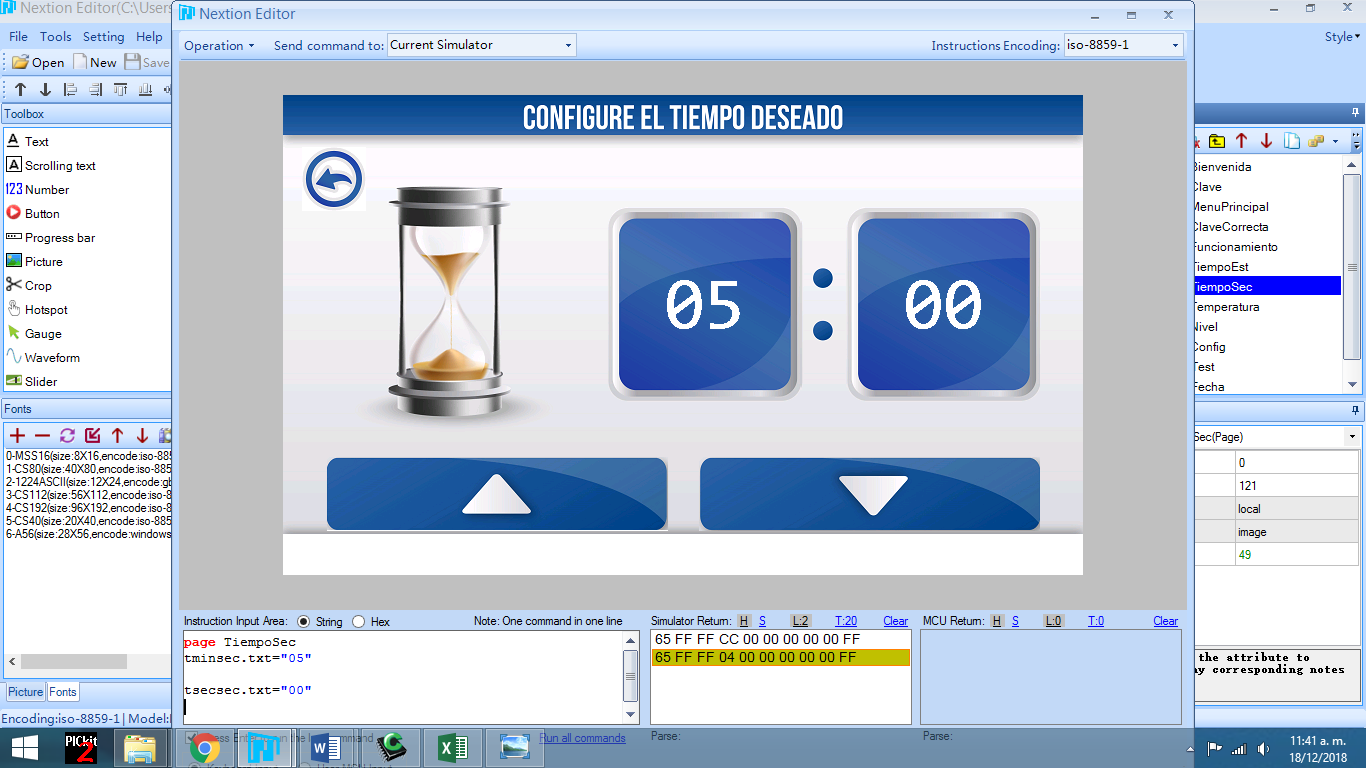 Nextion Editor(C:\Users
Nextion Editor
File Tools Setting Help
Operation
Send command to: Current Simulator
Instructions Encoding: iso-8859-1
Style
Open New Save
Toolbox
Text
Scrolling text
Number
Button
Progress bar
Picture
Crop
Hotspot
Gauge
Waveform
Slider
Fonts
0-MSS16(size:8X16,encode:iso-885
1-CS80(size:40X80,encode:iso-885
2-1224ASCII(size:12X24,encode:gb
3-CS112(size:56X112,encode:iso-8
4-CS192(size:96X192,encode:iso-8
5-CS40(size:20X40,encode:iso-885
6-A56(size:28X56,encode:windows
Picture Fonts
Encoding:iso-8859-1| Model:
CONFIGURE EL TIEMPO DESEADO
05 : 00
Bienvenida
Clave
MenuPrincipal
ClaveCorrecta
Funcionamiento
TiempoEst
TiempoSec
Temperatura
Nivel
Config
Test
Fecha
Sec(Page)
0
121
local
image
49
the attribute to
corresponding notes
Instruction Input Area: String Hex Note: One command in one line
page TiempoSec
tminsec.txt="05"
tsecsec.txt="00"
Simulator Return: H S L:2 T:20 Clear
65 FF FF CC 00 00 00 00 00 FF
65 FF FF 04 00 00 00 00 00 FF
MCU Return: H S L:0 T:0 Clear
Run all commands
Parse:
Parse:
PICkit
2
11:41 a. m.
18/12/2018